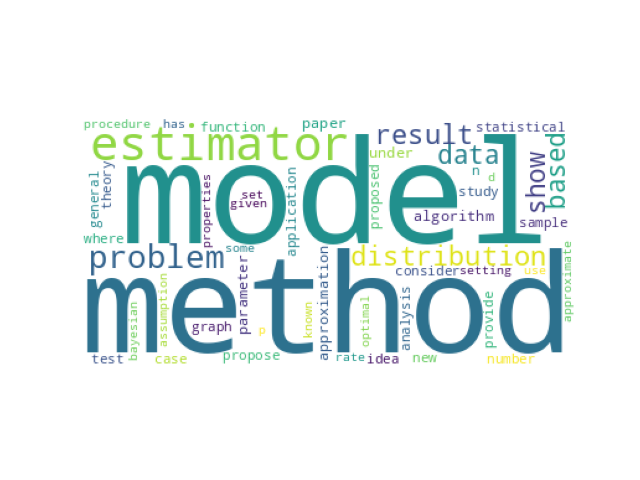 procedure has function paper
estimator result statistical
model
under data n d
general theory properties set given application proposed study show based
algorithm sample
where some
problem distribution
method
consider setting use approximate
bayesian assumption graph parameter p known approximation optimal analysis provide
test case propose rate idea new number